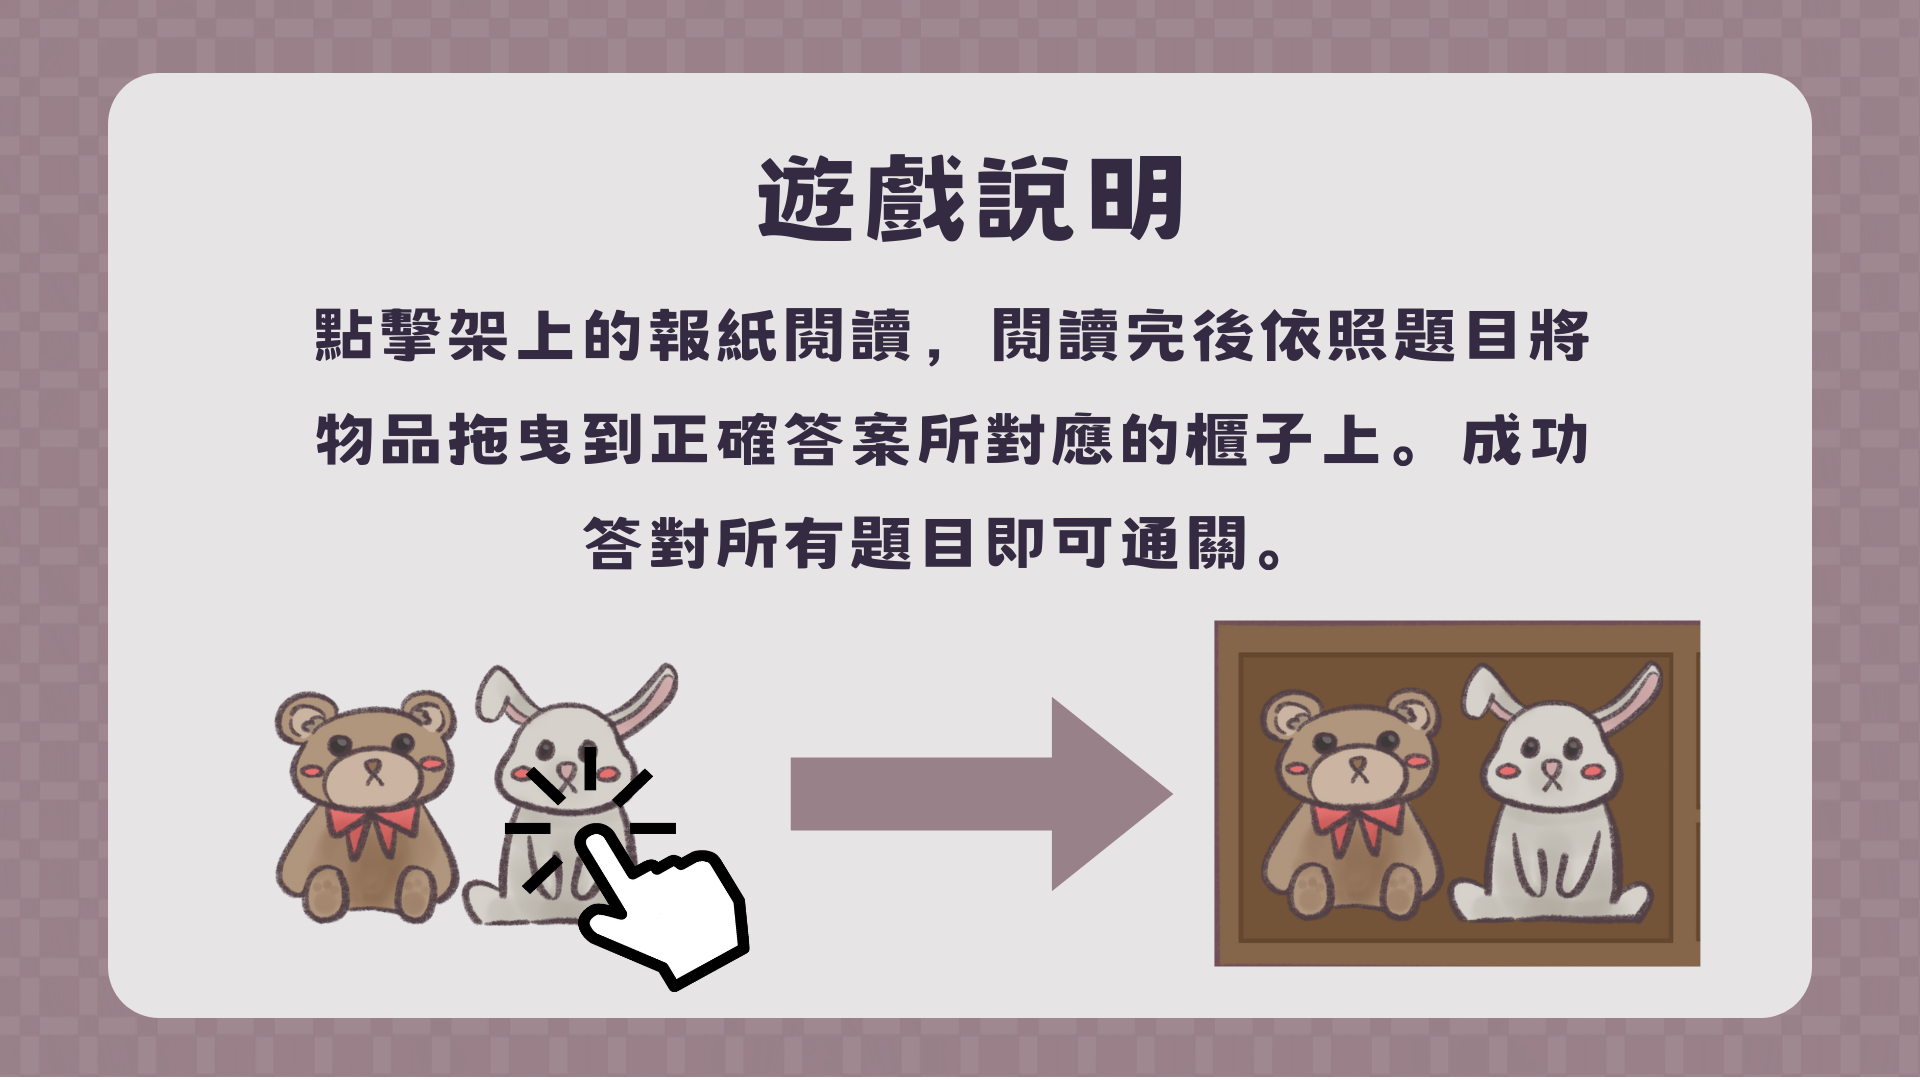 遊戲說明
點擊架上的報紙閱讀，閱讀完後依照題目將
物品拖曳到正確答案所對應的櫃子上。成功
答對所有題目即可通關。